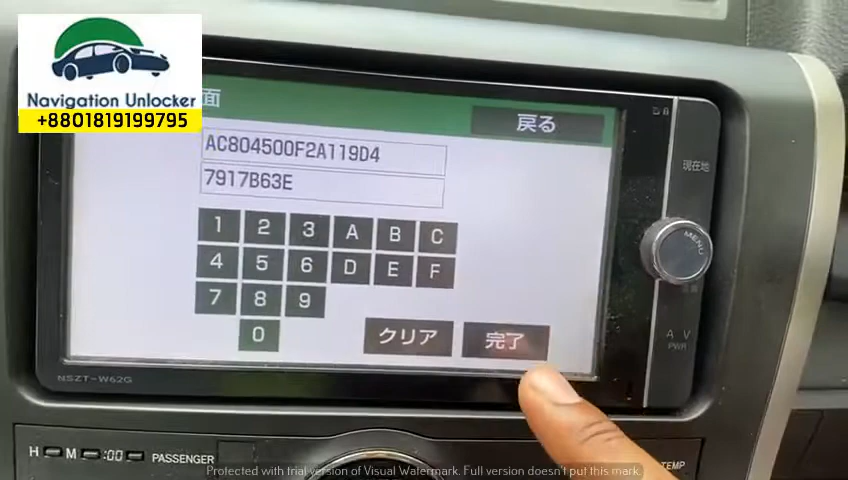 Navigation Unlocker
+8801819199795
面
戻る
AC804500F2A119D4
7917B63E
1 2 3 A B C
4 5 6 D E F
7 8 9
0
クリア
完了
現在地
MENU
A V
PWR
NSZT-W62G
H M :00 PASSENGER
TEMP
Protected with trial version of Visual Watermark. Full version doesn't put this mark.